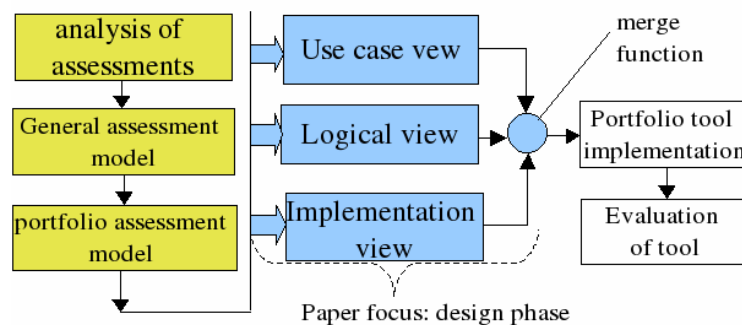 analysis of
assessments
General assessment
model
portfolio assessment
model
Use case vew
Logical view
Implementation
view
merge
function
Portfolio tool
implementation
Evaluation
of tool
Paper focus: design phase